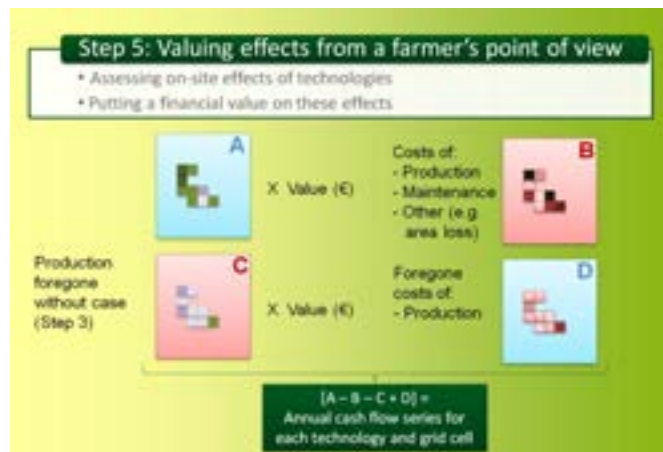 Step 5: Valuing effects from a farmer's point of view
• Assessing on-site effects of technologies
• Putting a financial value on these effects
A
X Value (€)
Costs of:
- Production
- Maintenance
- Other (e.g
area loss)
B
Production
foregone
without case
(Step 3)
C
X Value (€)
Foregone
costs of:
- Production
D
[A – B – C + D] =
Annual cash flow series for
each technology and grid cell